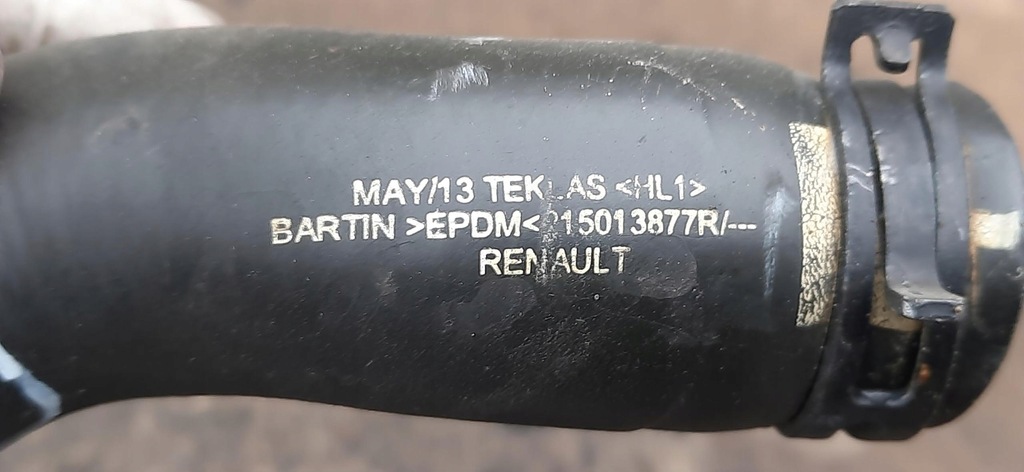 MAY/13 TEKLAS <HL1>
BARTIN >EPDM< 215013877R/---
RENAULT